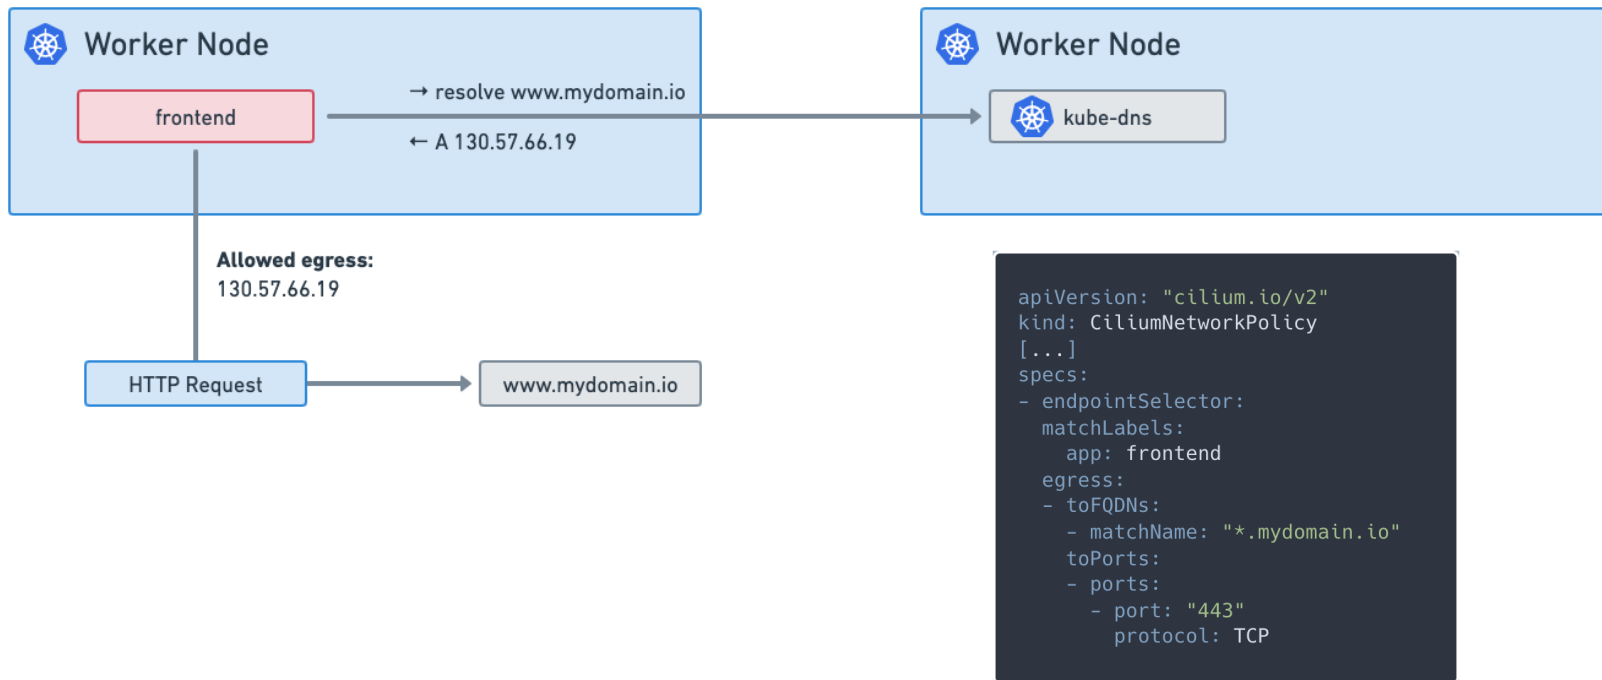 Worker Node
frontend
→ resolve www.mydomain.io
← A 130.57.66.19
Worker Node
kube-dns
Allowed egress:
130.57.66.19
HTTP Request
www.mydomain.io
apiVersion: "cilium.io/v2"
kind: CiliumNetworkPolicy
[...]
specs:
- endpointSelector:
  matchLabels:
    app: frontend
  egress:
  - toFQDNs:
    - matchName: "*.mydomain.io"
    toPorts:
    - ports:
      - port: "443"
        protocol: TCP